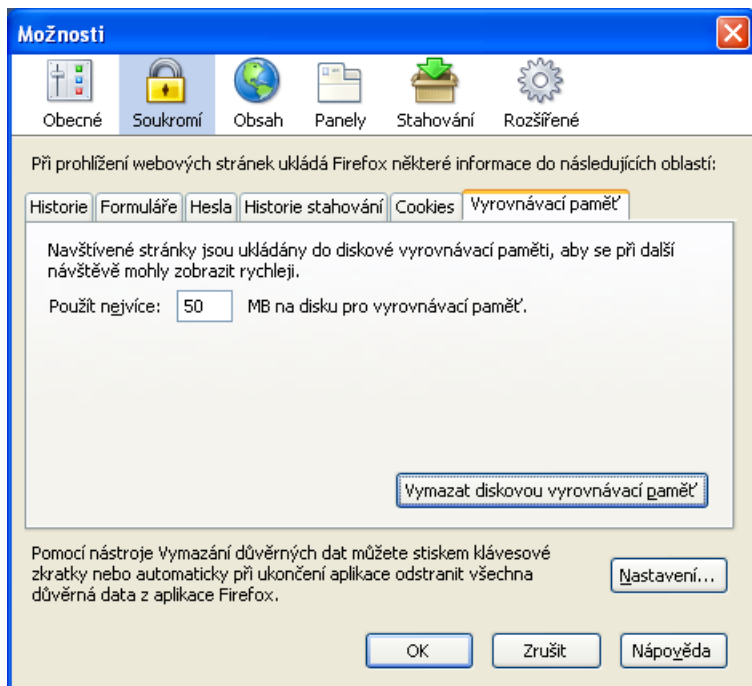 Možnosti
Obecné Soukromí Obsah Panely Stahování Rozšířené
Při prohlížení webových stránek ukládá Firefox některé informace do následujících oblastí:
Historie Formuláře Hesla Historie stahování Cookies Vyrovnávací paměť
Navštívené stránky jsou ukládány do diskové vyrovnávací paměti, aby se při další
návštěvě mohly zobrazit rychleji.
Použít nejvíce: 50 MB na disku pro vyrovnávací paměť.
Vymazat diskovou vyrovnávací paměť
Pomocí nástroje Vymazání důvěrných dat můžete stiskem klávesové
zkratky nebo automaticky při ukončení aplikace odstranit všechna
důvěrná data z aplikace Firefox.
Nastavení...
OK Zrušit Nápověda